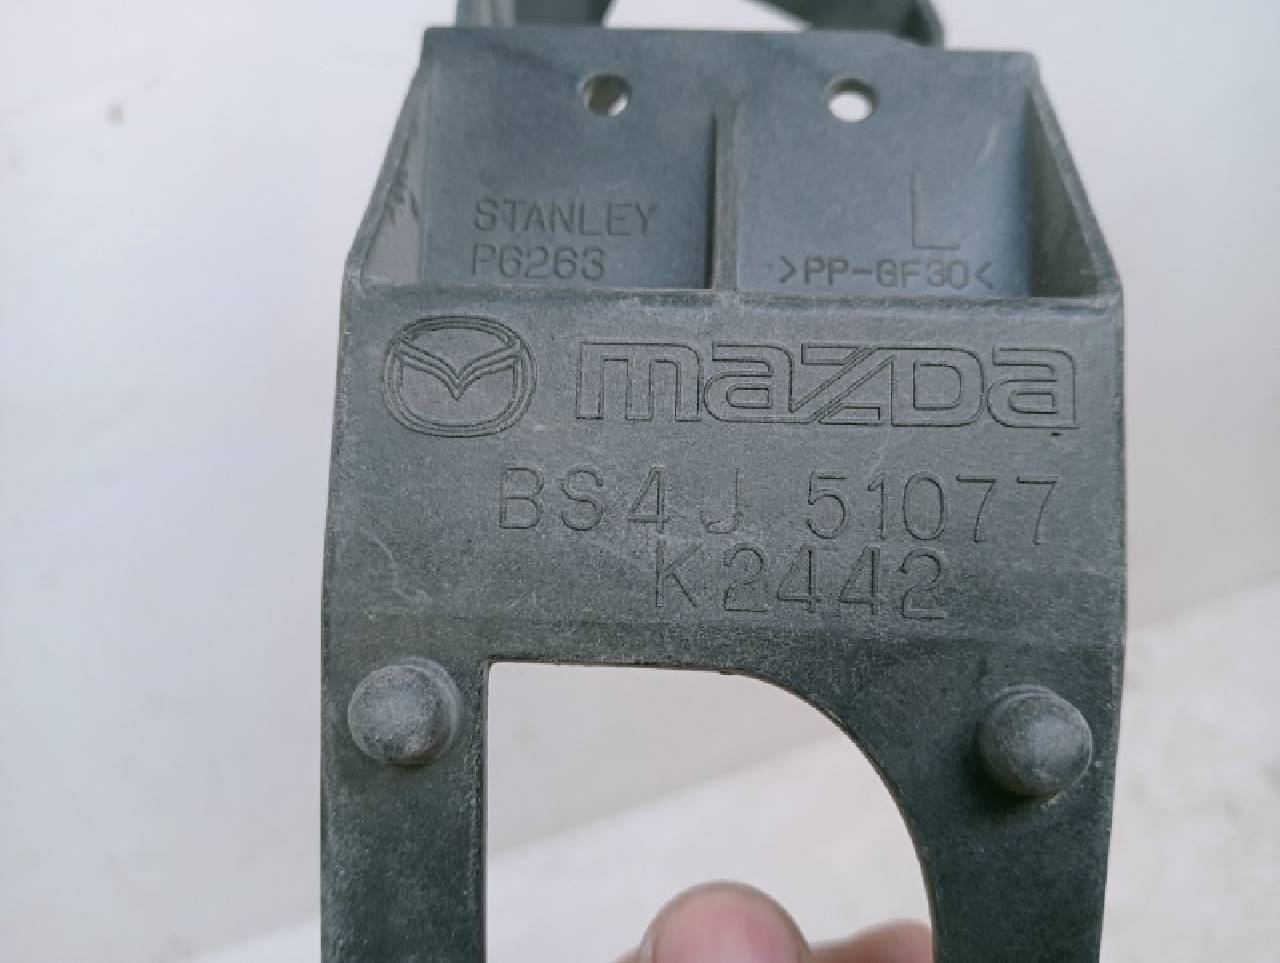 STANLEY
P6263
L
>PP-GF30<
mazda
BS4J 51077
K2442